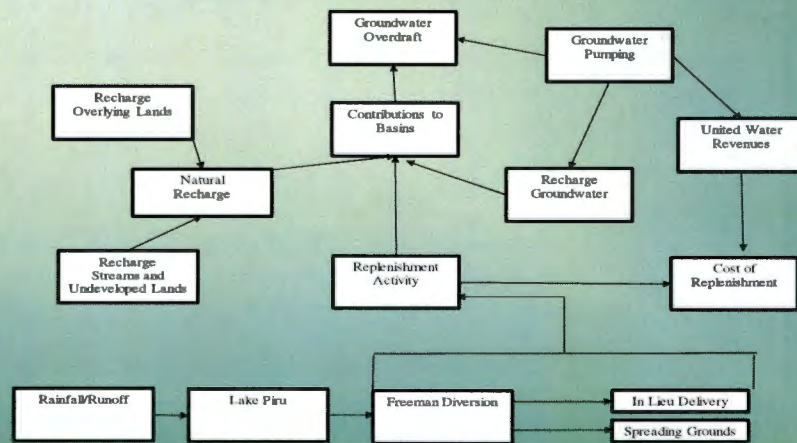 Groundwater
Overdraft
Groundwater
Pumping
Recharge
Overlying Lands
Contributions to
Basins
United Water
Revenues
Natural
Recharge
Recharge
Groundwater
Recharge
Streams and
Undeveloped Lands
Replenishment
Activity
Cost of
Replenishment
Rainfall/Runoff
Lake Piru
Freeman Diversion
In Lieu Delivery
Spreading Grounds